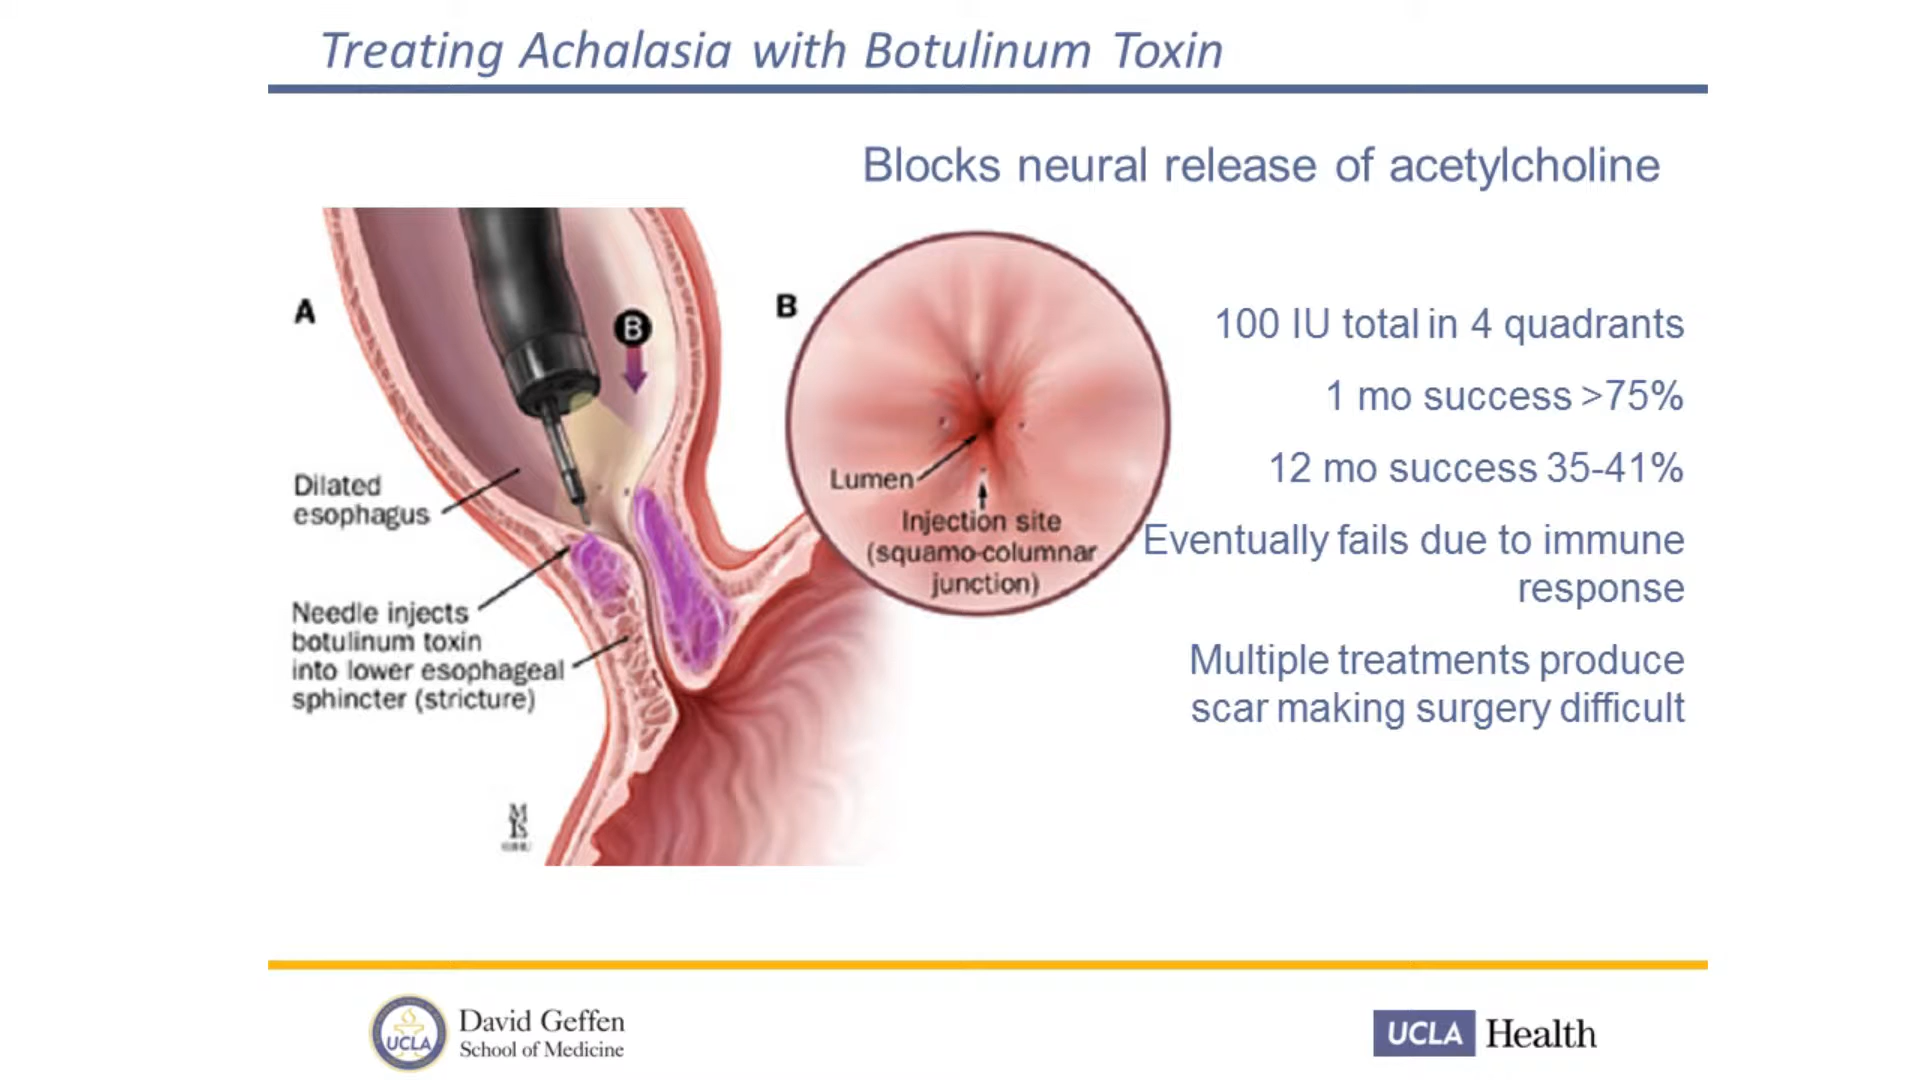 Treating Achalasia with Botulinum Toxin
Blocks neural release of acetylcholine
A
B
B
Dilated
esophagus
Needle injects
botulinum toxin
into lower esophageal
sphincter (stricture)
Lumen
Injection site
(squamo-columnar
junction)
100 IU total in 4 quadrants
1 mo success >75%
12 mo success 35-41%
Eventually fails due to immune
response
Multiple treatments produce
scar making surgery difficult
UCLA
David Geffen
School of Medicine
UCLA Health